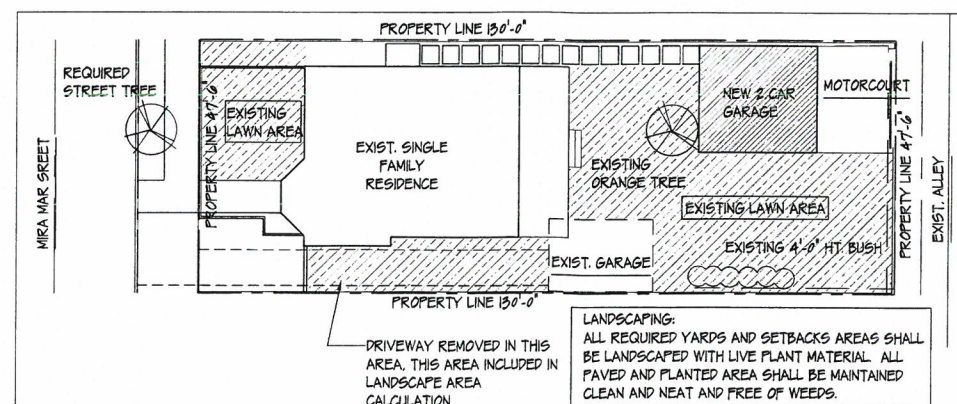 PROPERTY LINE 130'-0"
REQUIRED
STREET TREE
MIRA MAR SREET
PROPERTY LINE 47'-6"
EXISTING
LAWN AREA
EXIST. SINGLE
FAMILY
RESIDENCE
EXISTING
ORANGE TREE
NEW 2 CAR
GARAGE
MOTORCOURT
PROPERTY LINE 47'-6"
EXIST. ALLEY
EXISTING LAWN AREA
EXISTING 4'-0" HT. BUSH
EXIST. GARAGE
PROPERTY LINE 130'-0"
DRIVEWAY REMOVED IN THIS
AREA, THIS AREA INCLUDED IN
LANDSCAPE AREA
CALCULATION
LANDSCAPING:
ALL REQUIRED YARDS AND SETBACKS AREAS SHALL
BE LANDSCAPED WITH LIVE PLANT MATERIAL ALL
PAVED AND PLANTED AREA SHALL BE MAINTAINED
CLEAN AND NEAT AND FREE OF WEEDS.